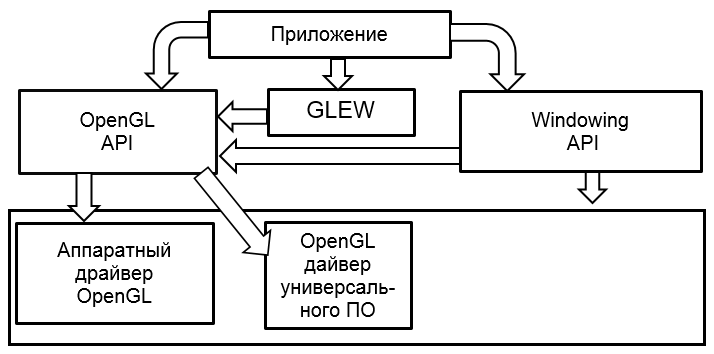 Приложение
OpenGL
API
GLEW
Windowing
API
Аппаратный
драйвер
OpenGL
OpenGL
дайвер
универсаль-
ного ПО